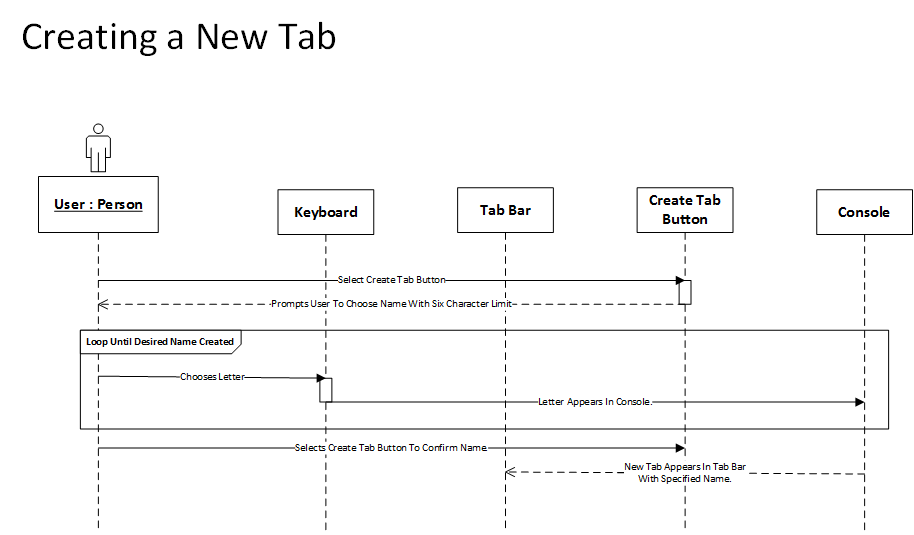 Creating a New Tab
User : Person
Keyboard
Tab Bar
Create Tab
Button
Console
Select Create Tab Button
Prompts User To Choose Name With Six Character Limit
Loop Until Desired Name Created
Chooses Letter
Letter Appears In Console.
Selects Create Tab Button To Confirm Name.
New Tab Appears In Tab Bar
With Specified Name.